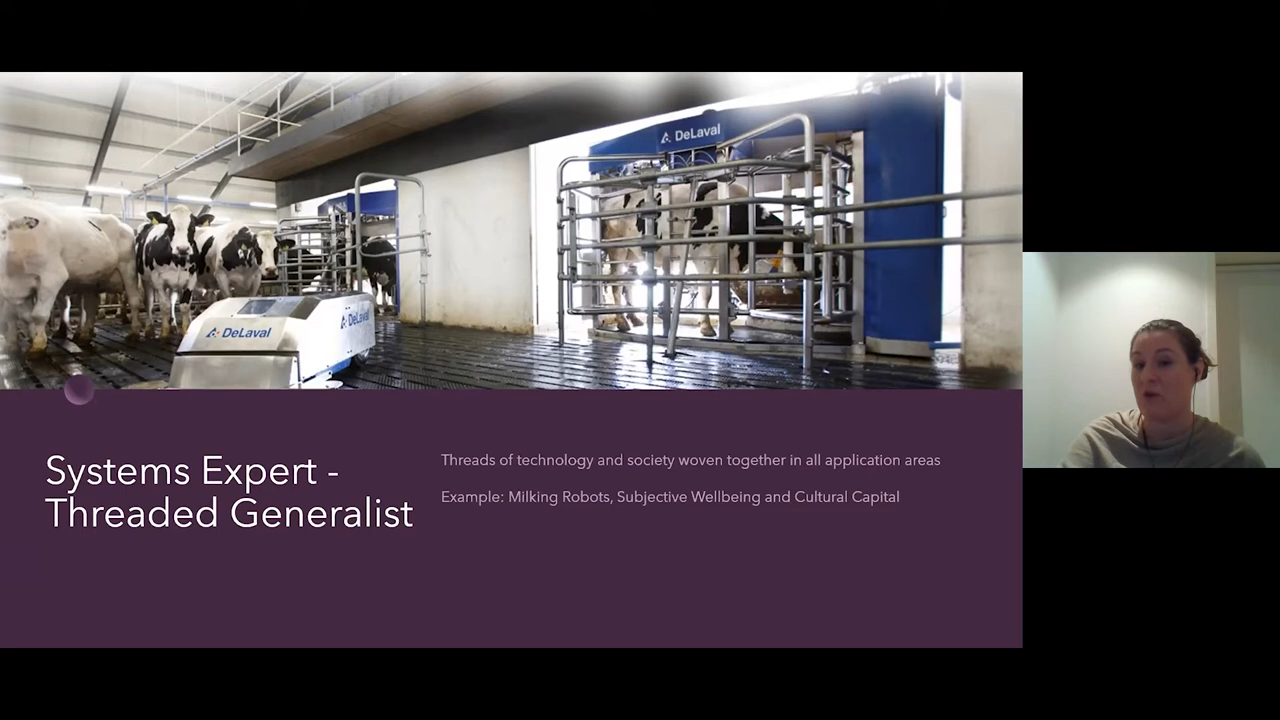 DeLaval
DeLaval
DeLaval
Systems Expert -
Threaded Generalist
Threads of technology and society woven together in all application areas
Example: Milking Robots, Subjective Wellbeing and Cultural Capital